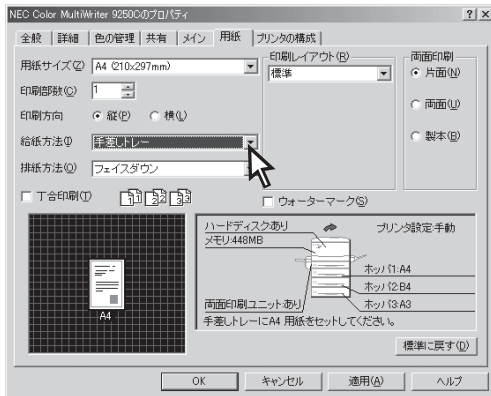 NEC Color MultiWriter 9250Cのプロパティ
全般 詳細 色の管理 共有 メイン 用紙 プリンタの構成
用紙サイズ(Z) A4 (210x297mm)
印刷部数(C) 1
印刷方向 縦(P) 横(L)
給紙方法(I) 手差しトレー
排紙方法(O) フェイスダウン
印刷レイアウト(R)
標準
両面印刷
片面(N)
両面(U)
製本(B)
丁合印刷(T) 1 1 2 2 3 3
ウォーターマーク(S)
A4
ハードディスクあり
メモリ:448MB
プリンタ設定:手動
ホッパ1:A4
ホッパ2:B4
両面印刷ユニットあり
ホッパ3:A3
手差しトレーにA4 用紙をセットしてください。
標準に戻す(D)
OK キャンセル 適用(A) ヘルプ